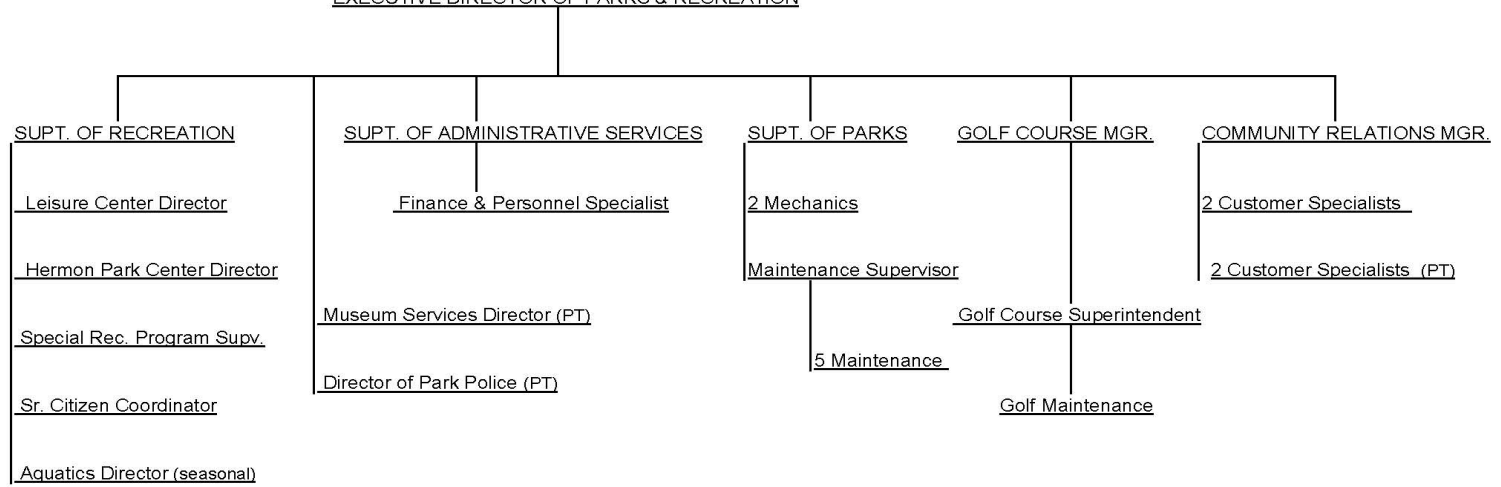 EXECUTIVE DIRECTOR OF PARKS & RECREATION
SUPT. OF RECREATION
SUPT. OF ADMINISTRATIVE SERVICES
SUPT. OF PARKS
GOLF COURSE MGR.
COMMUNITY RELATIONS MGR.
Leisure Center Director
Finance & Personnel Specialist
2 Mechanics
2 Customer Specialists
Hermon Park Center Director
Maintenance Supervisor
2 Customer Specialists (PT)
Museum Services Director (PT)
Golf Course Superintendent
Special Rec. Program Supv.
5 Maintenance
Director of Park Police (PT)
Sr. Citizen Coordinator
Golf Maintenance
Aquatics Director (seasonal)